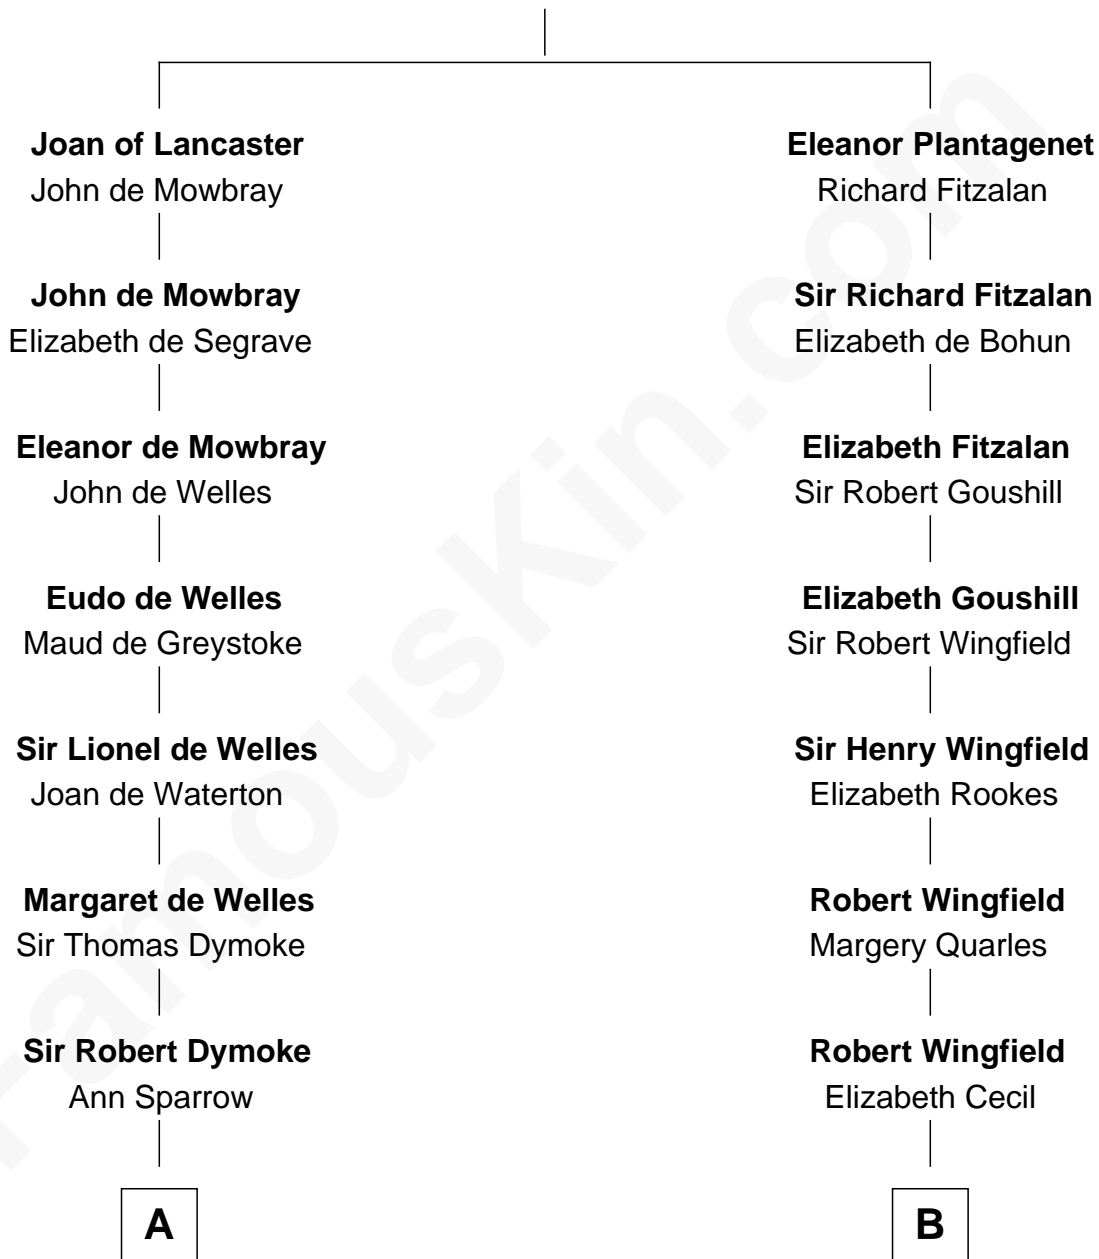 Joan of Lancaster
John de Mowbray
John de Mowbray
Elizabeth de Segrave
Eleanor de Mowbray
John de Welles
Eudo de Welles
Maud de Greystoke
Sir Lionel de Welles
Joan de Waterton
Margaret de Welles
Sir Thomas Dymoke
Sir Robert Dymoke
Ann Sparrow
A
Eleanor Plantagenet
Richard Fitzalan
Sir Richard Fitzalan
Elizabeth de Bohun
Elizabeth Fitzalan
Sir Robert Goushill
Elizabeth Goushill
Sir Robert Wingfield
Sir Henry Wingfield
Elizabeth Rookes
Robert Wingfield
Margery Quarles
Robert Wingfield
Elizabeth Cecil
B
FamousKin.com